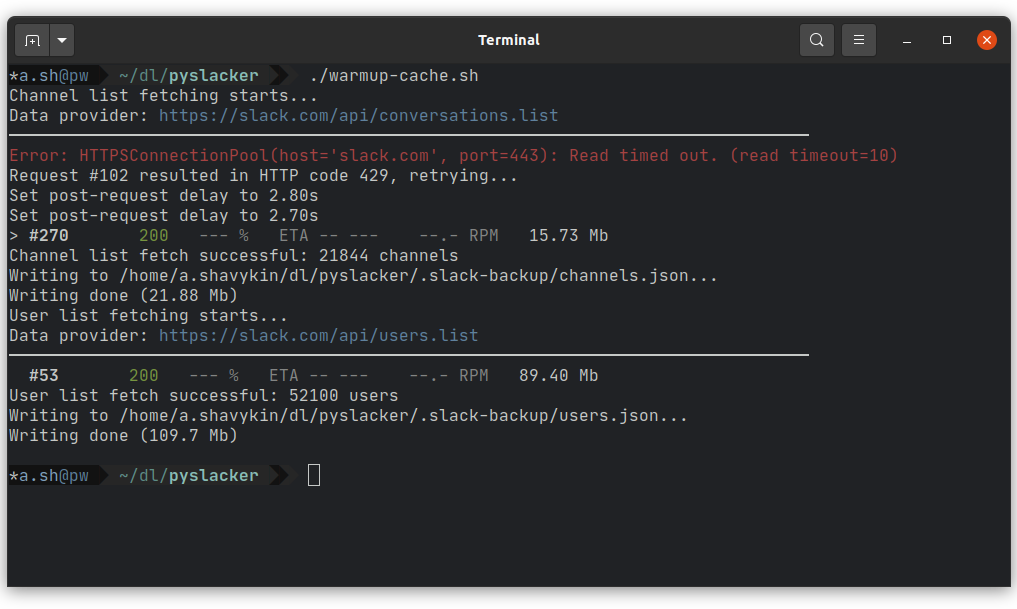 Terminal
*a.sh@pw ~/dl/pyslacker ./warmup-cache.sh
Channel list fetching starts...
Data provider: https://slack.com/api/conversations.list
Error: HTTPSConnectionPool(host='slack.com', port=443): Read timed out. (read timeout=10)
Request #102 resulted in HTTP code 429, retrying...
Set post-request delay to 2.80s
Set post-request delay to 2.70s
> #270 200 --- % ETA -- --- --.- RPM 15.73 Mb
Channel list fetch successful: 21844 channels
Writing to /home/a.shavykin/dl/pyslacker/.slack-backup/channels.json...
Writing done (21.88 Mb)
User list fetching starts...
Data provider: https://slack.com/api/users.list
#53 200 --- % ETA -- --- --.- RPM 89.40 Mb
User list fetch successful: 52100 users
Writing to /home/a.shavykin/dl/pyslacker/.slack-backup/users.json...
Writing done (109.7 Mb)
*a.sh@pw ~/dl/pyslacker